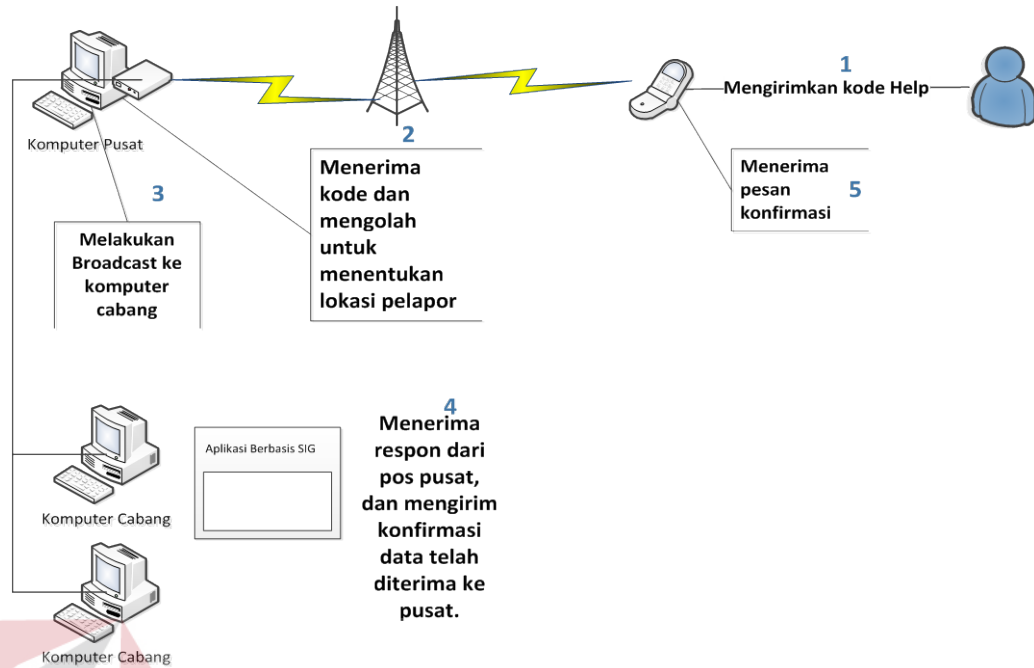 1
Mengirimkan kode Help
Komputer Pusat
2
Menerima
kode dan
mengolah
untuk
menentukan
lokasi pelapor
3
Melakukan
Broadcast ke
komputer
cabang
Menerima
pesan
konfirmasi
5
4
Menerima
respon dari
pos pusat,
dan mengirim
konfirmasi
data telah
diterima ke
pusat.
Aplikasi Berbasis SIG
Komputer Cabang
Komputer Cabang